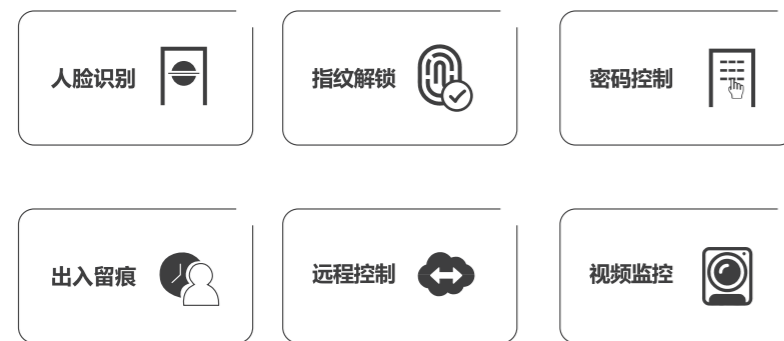 人脸识别
指纹解锁
密码控制
出入留痕
远程控制
视频监控